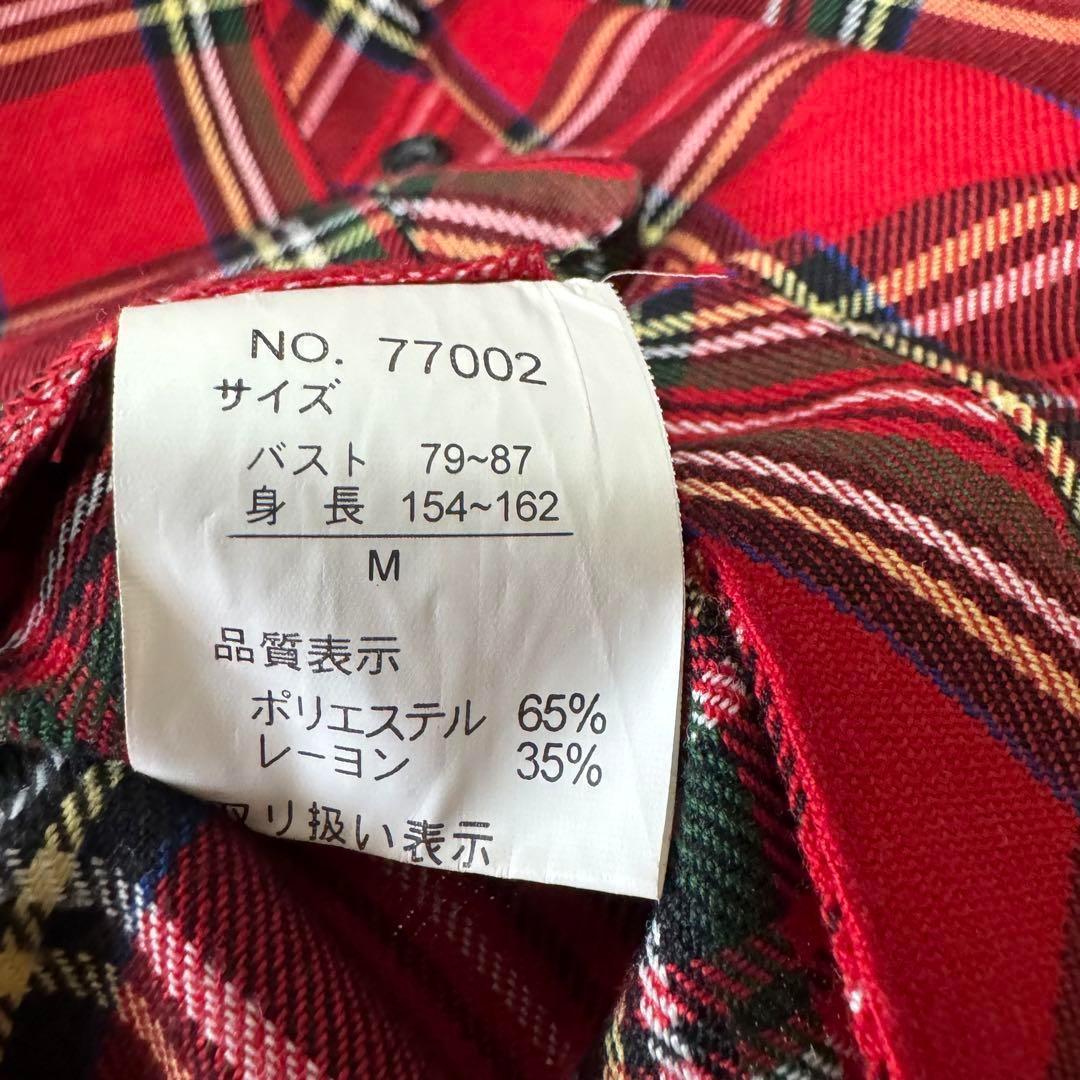 NO. 77002
サイズ
バスト 79~87
身 長 154~162
M
品質表示
ポリエステル 65%
レーヨン 35%
取り扱い表示